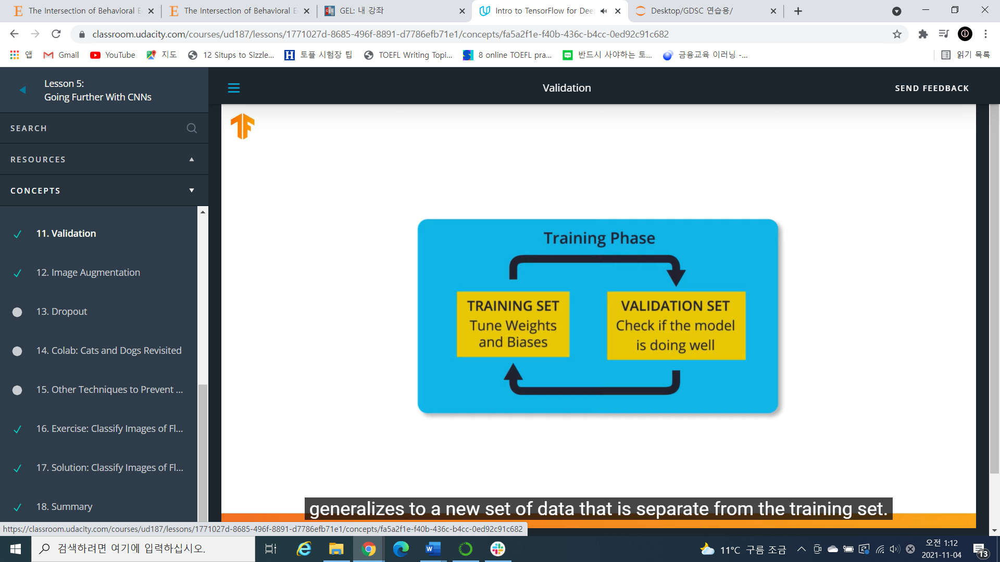 The Intersection of Behavioral E
The Intersection of Behavioral E
GEL: 내 강좌
Intro to TensorFlow for Dee
Desktop/GDSC 연습용/
classroom.udacity.com/courses/ud187/lessons/1771027d-8685-496f-8891-d7786efb71e1/concepts/fa5a2f1e-f40b-436c-b4cc-0ed92c91c682
앱
Gmail
YouTube
지도
12 Situps to Sizzle...
토플 시험장 팁
TOEFL Writing Topi...
8 online TOEFL pra...
반드시 사야하는 토...
금융교육 이러닝 -...
읽기 목록
Lesson 5:
Going Further With CNNs
Validation
SEND FEEDBACK
SEARCH
RESOURCES
CONCEPTS
11. Validation
12. Image Augmentation
13. Dropout
14. Colab: Cats and Dogs Revisited
15. Other Techniques to Prevent ...
16. Exercise: Classify Images of Fl...
17. Solution: Classify Images of Fl...
18. Summary
Training Phase
TRAINING SET
Tune Weights
and Biases
VALIDATION SET
Check if the model
is doing well
generalizes to a new set of data that is separate from the training set.
https://classroom.udacity.com/courses/ud187/lessons/1771027d-8685-496f-8891-d7786efb71e1/concepts/fa5a2f1e-f40b-436c-b4cc-0ed92c91c682
검색하려면 여기에 입력하십시오.
11°C 구름 조금
오전 1:12
2021-11-04
13